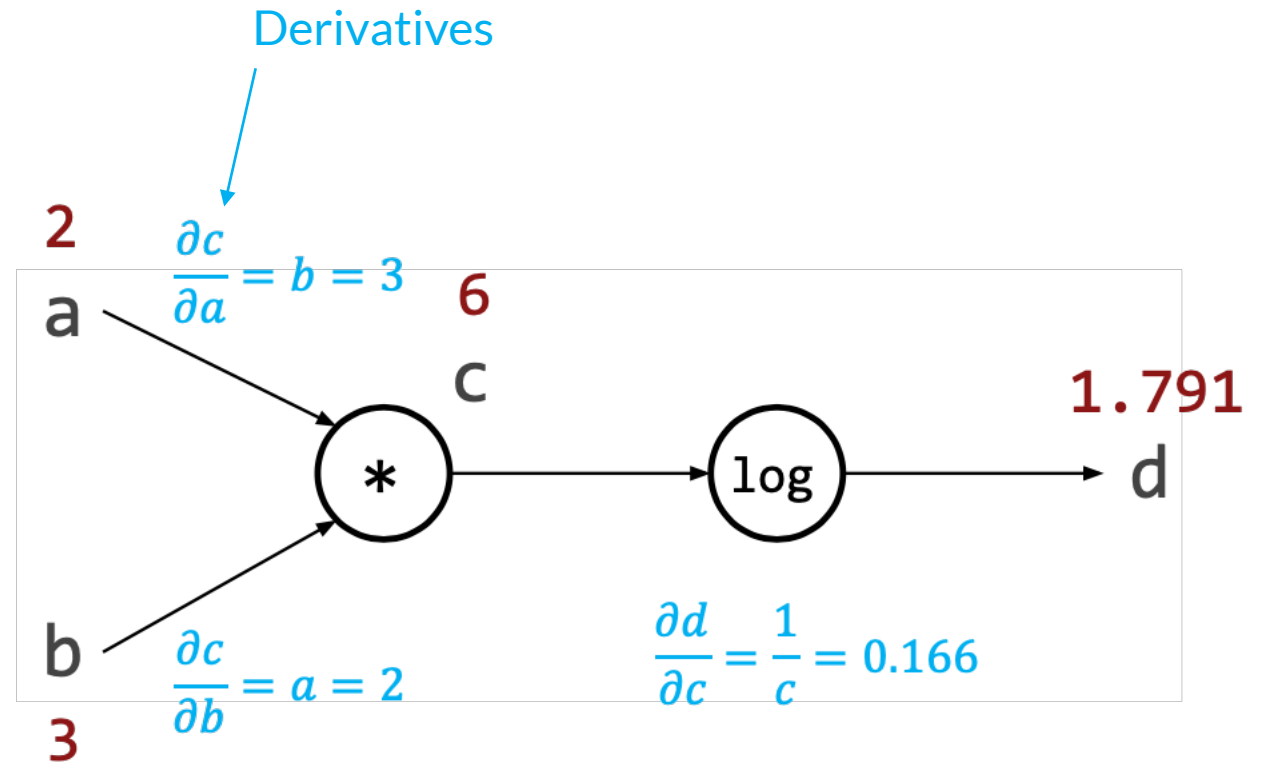 Derivatives
2
∂c/∂a = b = 3
6
a
c
1.791
*
log
d
b
∂c/∂b = a = 2
∂d/∂c = 1/c = 0.166
3